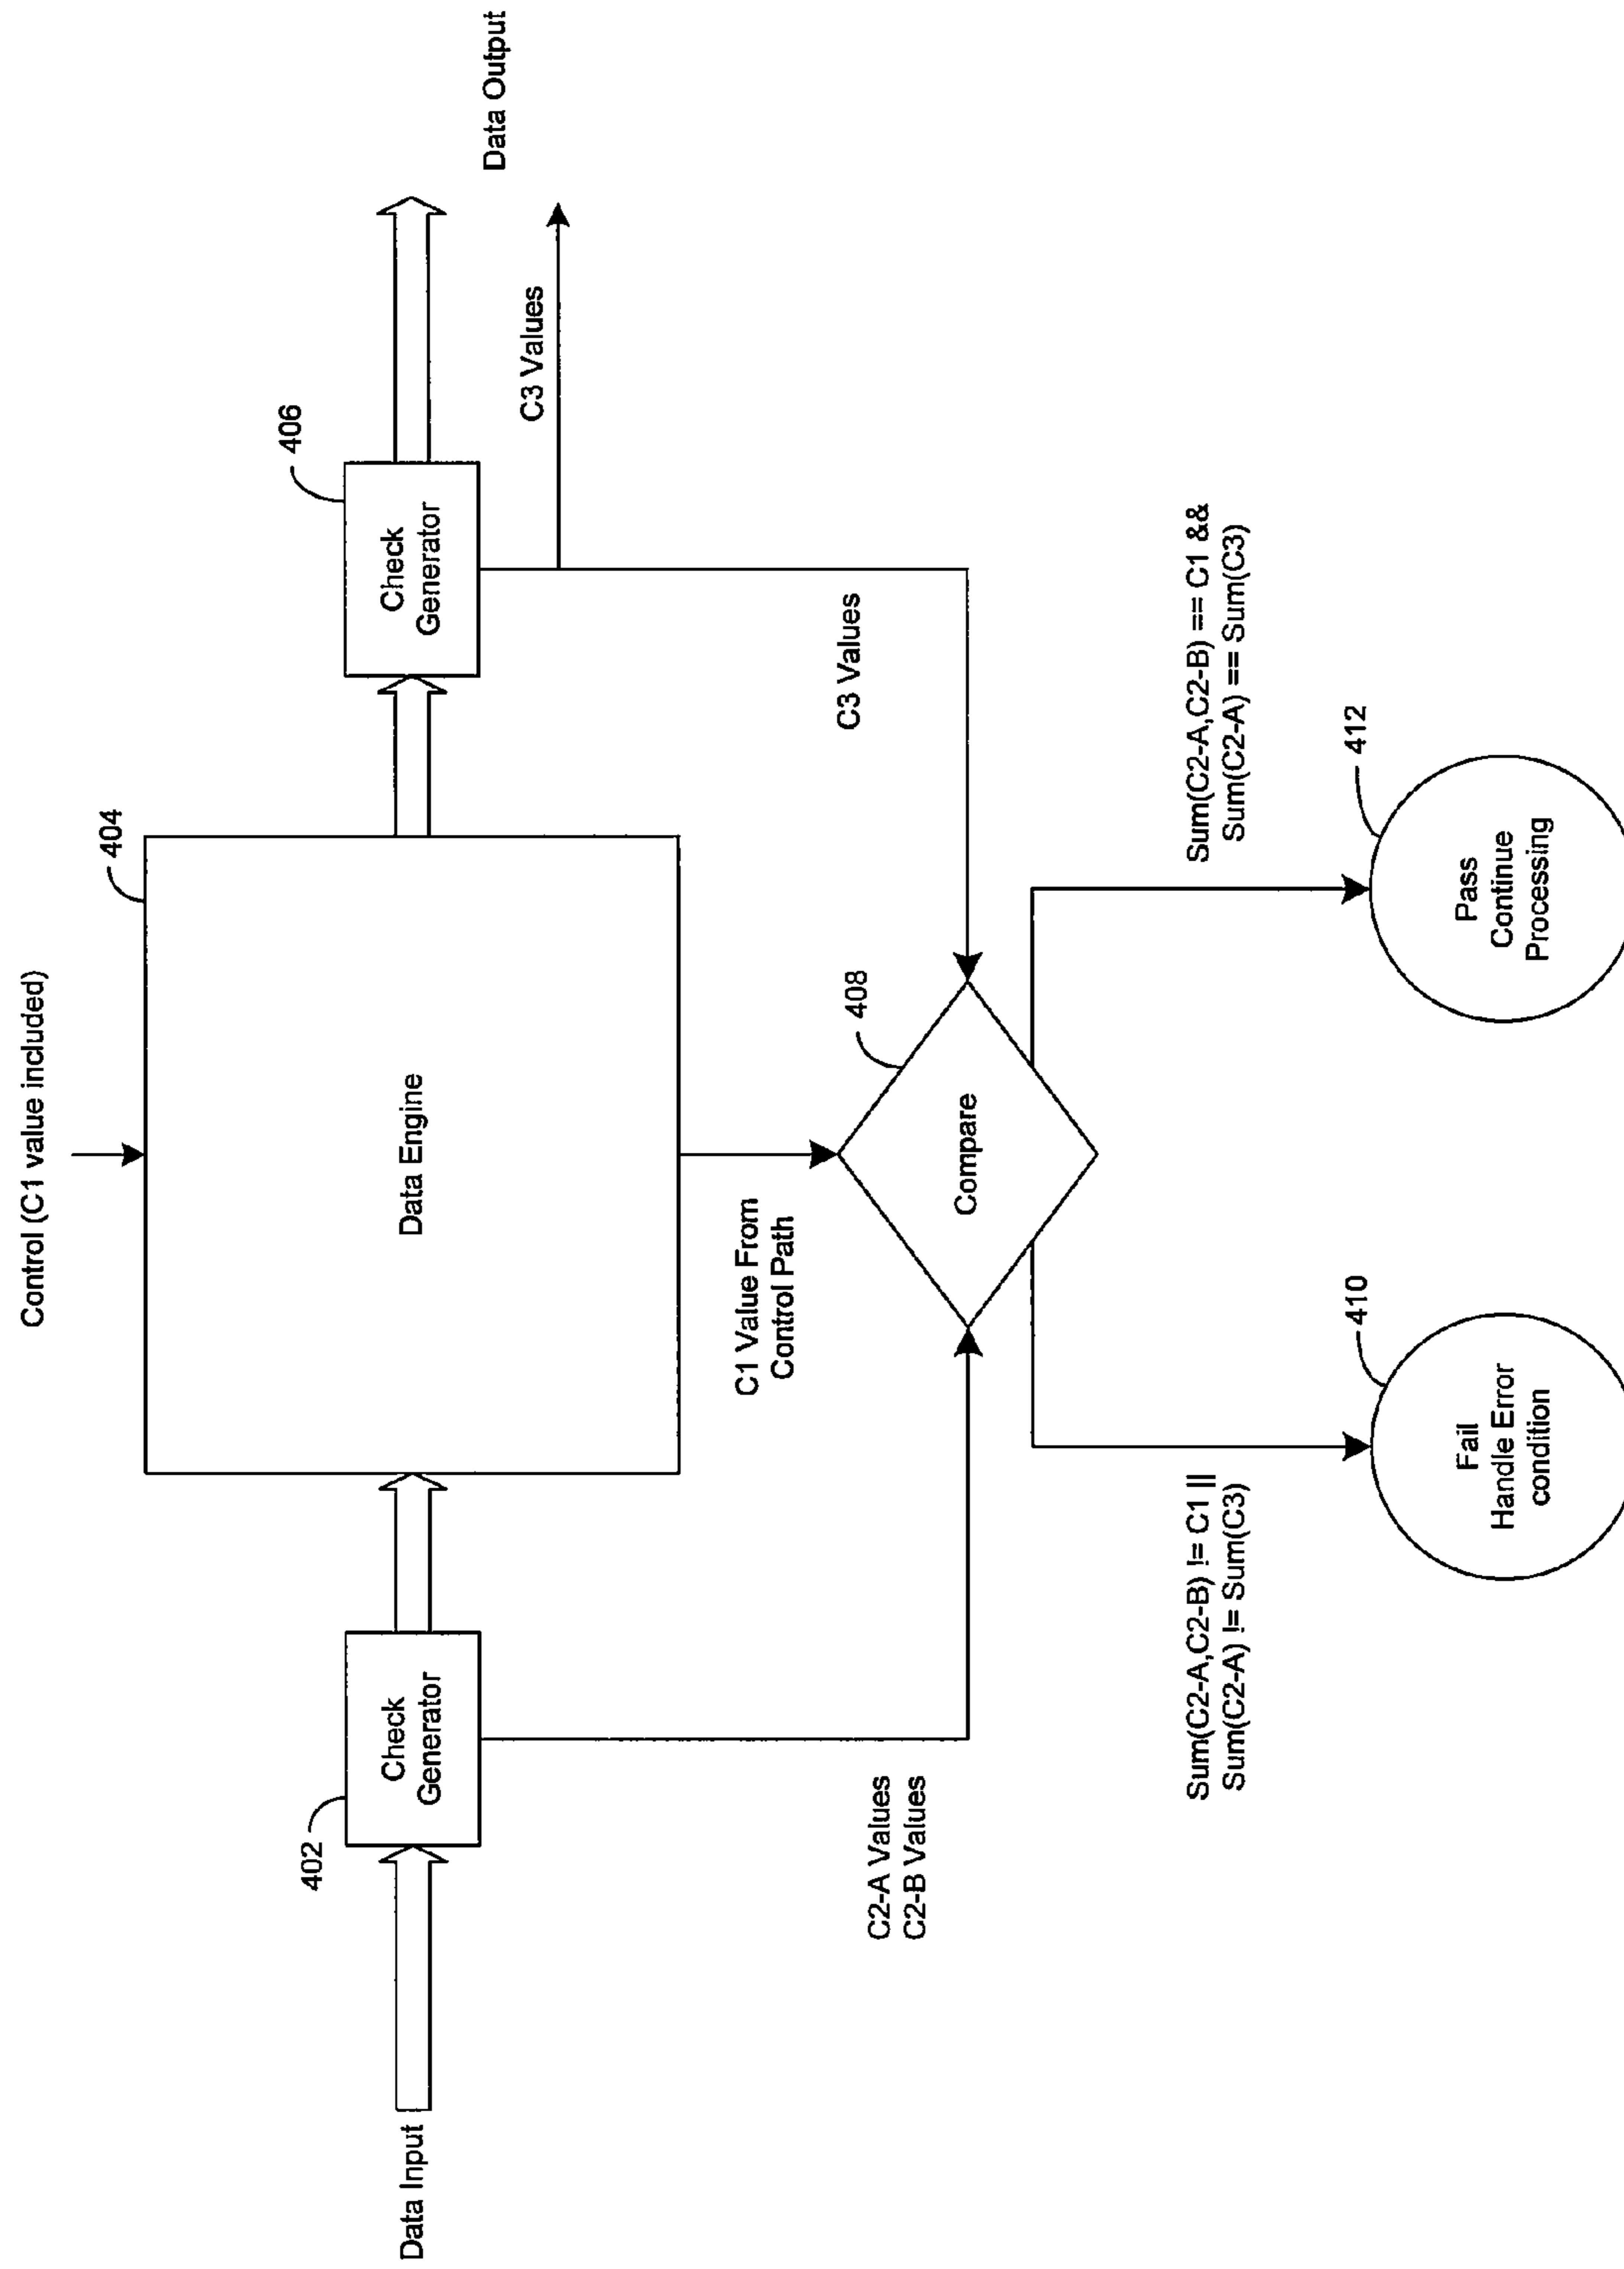 Control (C1 value included)
404
Data Engine
402
Check
Generator
406
Check
Generator
Data Input
Data Output
C3 Values
C1 Value From
Control Path
C2-A Values
C2-B Values
C3 Values
408
Compare
Sum(C2-A,C2-B) != C1 ||
Sum(C2-A) != Sum(C3)
Sum(C2-A,C2-B) == C1 &&
Sum(C2-A) == Sum(C3)
410
Fail
Handle Error
condition
412
Pass
Continue
Processing